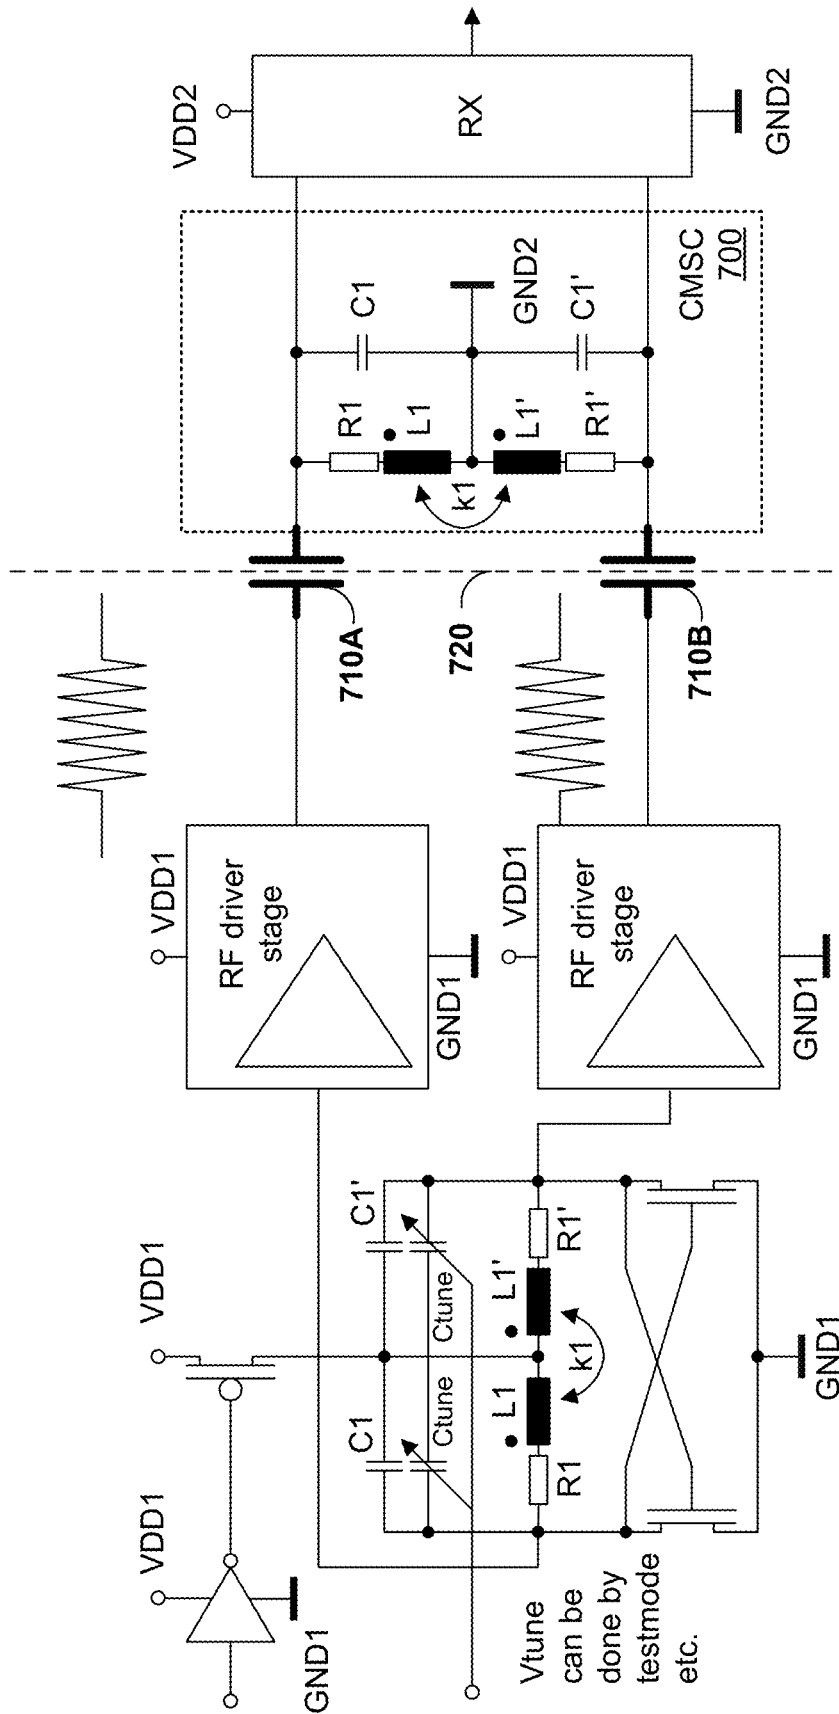 VDD1
GND1
VDD1
C1
C1'
Ctune
Ctune
R1
L1
L1'
R1'
k1
GND1
Vtune
can be
done by
testmode
etc.
VDD1
RF driver
stage
GND1
VDD1
RF driver
stage
GND1
710A
720
710B
R1
L1
C1
k1
L1'
R1'
C1'
GND2
CMSC
700
VDD2
RX
GND2